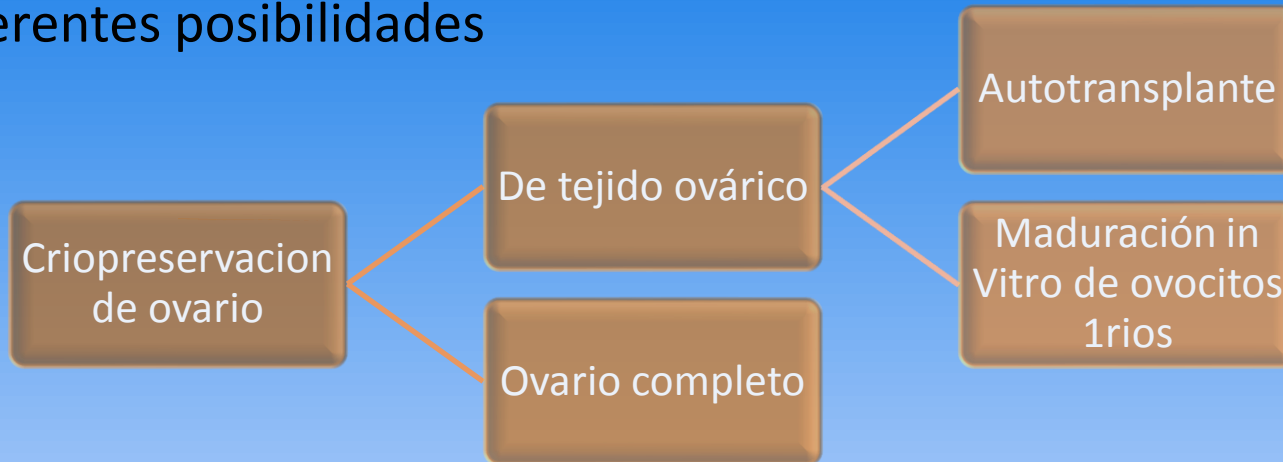 erentes posibilidades
Criopreservacion
de ovario
De tejido ovárico
Ovario completo
Autotransplante
Maduración in
Vitro de ovocitos
1rios